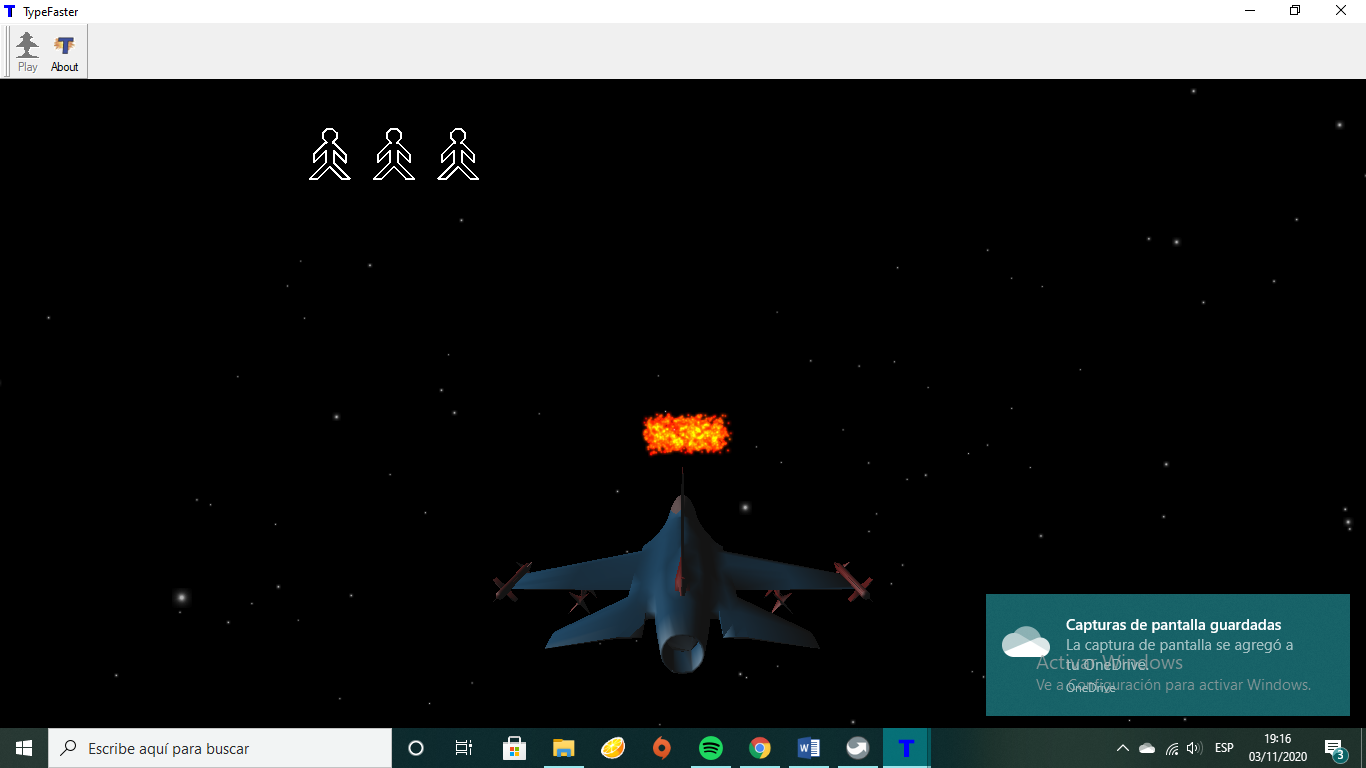 TypeFaster
Play
About
Capturas de pantalla guardadas
La captura de pantalla se agregó a
tu OneDrive.
OneDrive
Activar Windows
Ve a Configuración para activar Windows.
Escribe aquí para buscar
ESP
19:16
03/11/2020
3